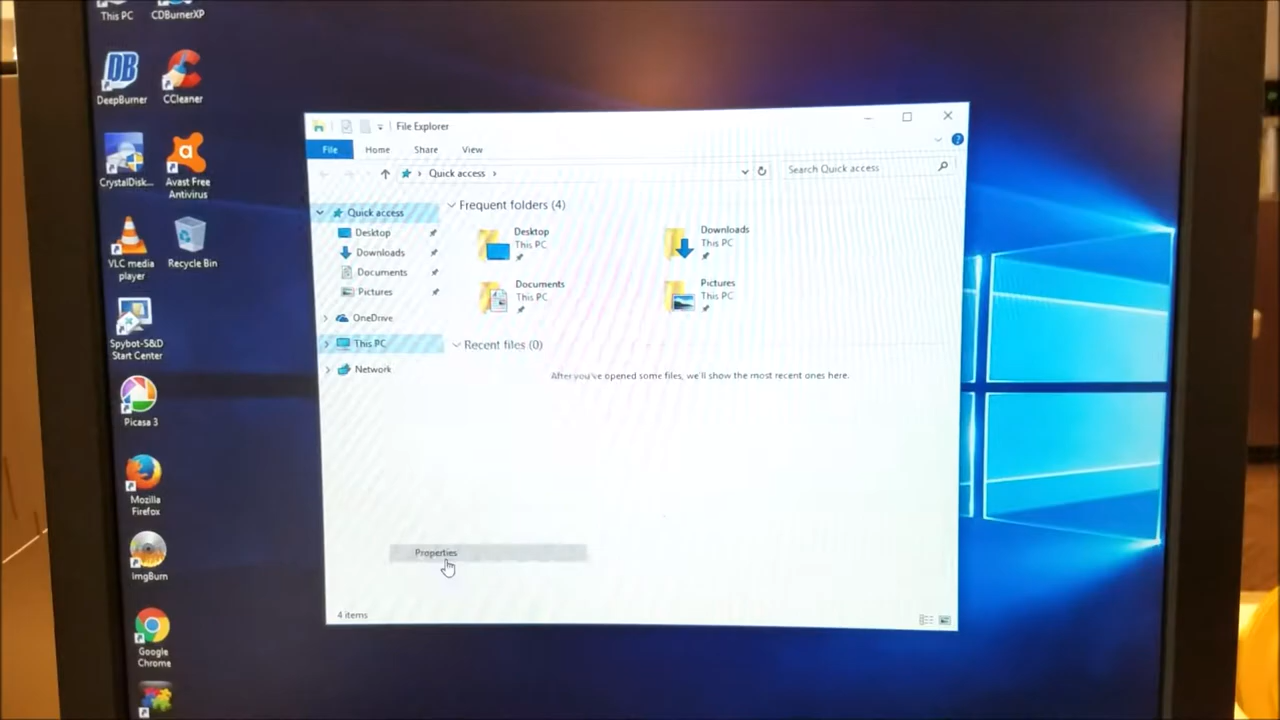 This PC
CDBurnerXP
DeepBurner
CCleaner
CrystalDisk...
Avast Free
Antivirus
VLC media
player
Recycle Bin
Spybot-S&D
Start Center
Picasa 3
Mozilla
Firefox
ImgBurn
Google
Chrome
File Explorer
File
Home
Share
View
Quick access
Search Quick access
Quick access
Desktop
Downloads
Documents
Pictures
OneDrive
This PC
Network
Frequent folders (4)
Desktop
This PC
Downloads
This PC
Documents
This PC
Pictures
This PC
Recent files (0)
After you've opened some files, we'll show the most recent ones here.
Properties
4 items
DB